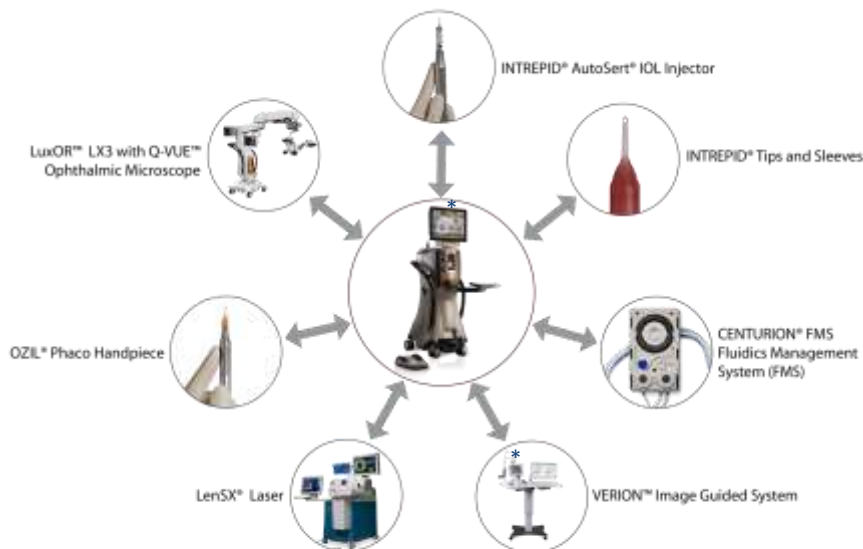 INTREPID® AutoSert® IOL Injector
LuxOR™ LX3 with Q-VUE™
Ophthalmic Microscope
INTREPID® Tips and Sleeves
*
OZIL® Phaco Handpiece
CENTURION® FMS
Fluidics Management
System (FMS)
*
LenSX® Laser
VERION™ Image Guided System